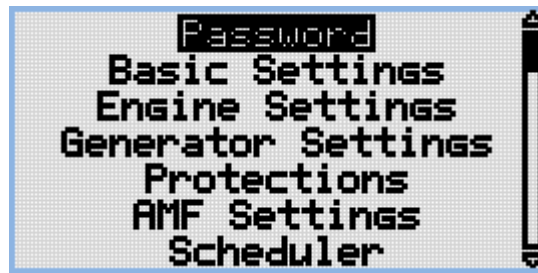 Password
Basic Settings
Engine Settings
Generator Settings
Protections
AMF Settings
Scheduler